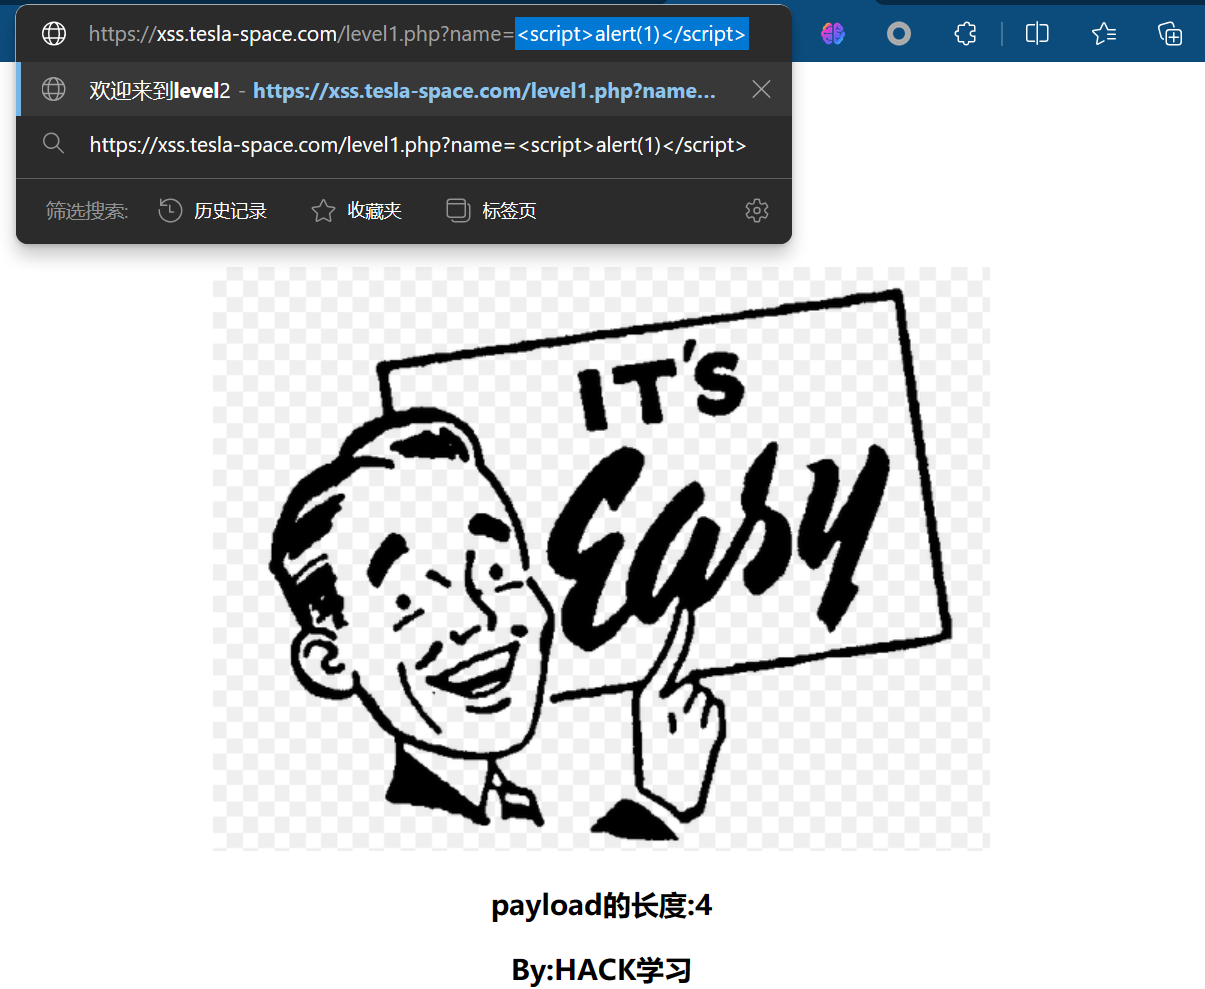 https://xss.tesla-space.com/level1.php?name=<script>alert(1)</script>
欢迎来到level2 - https://xss.tesla-space.com/level1.php?name...
https://xss.tesla-space.com/level1.php?name=<script>alert(1)</script>
筛选搜索: 历史记录 收藏夹 标签页
IT'S
Easy
payload的长度:4
By:HACK学习